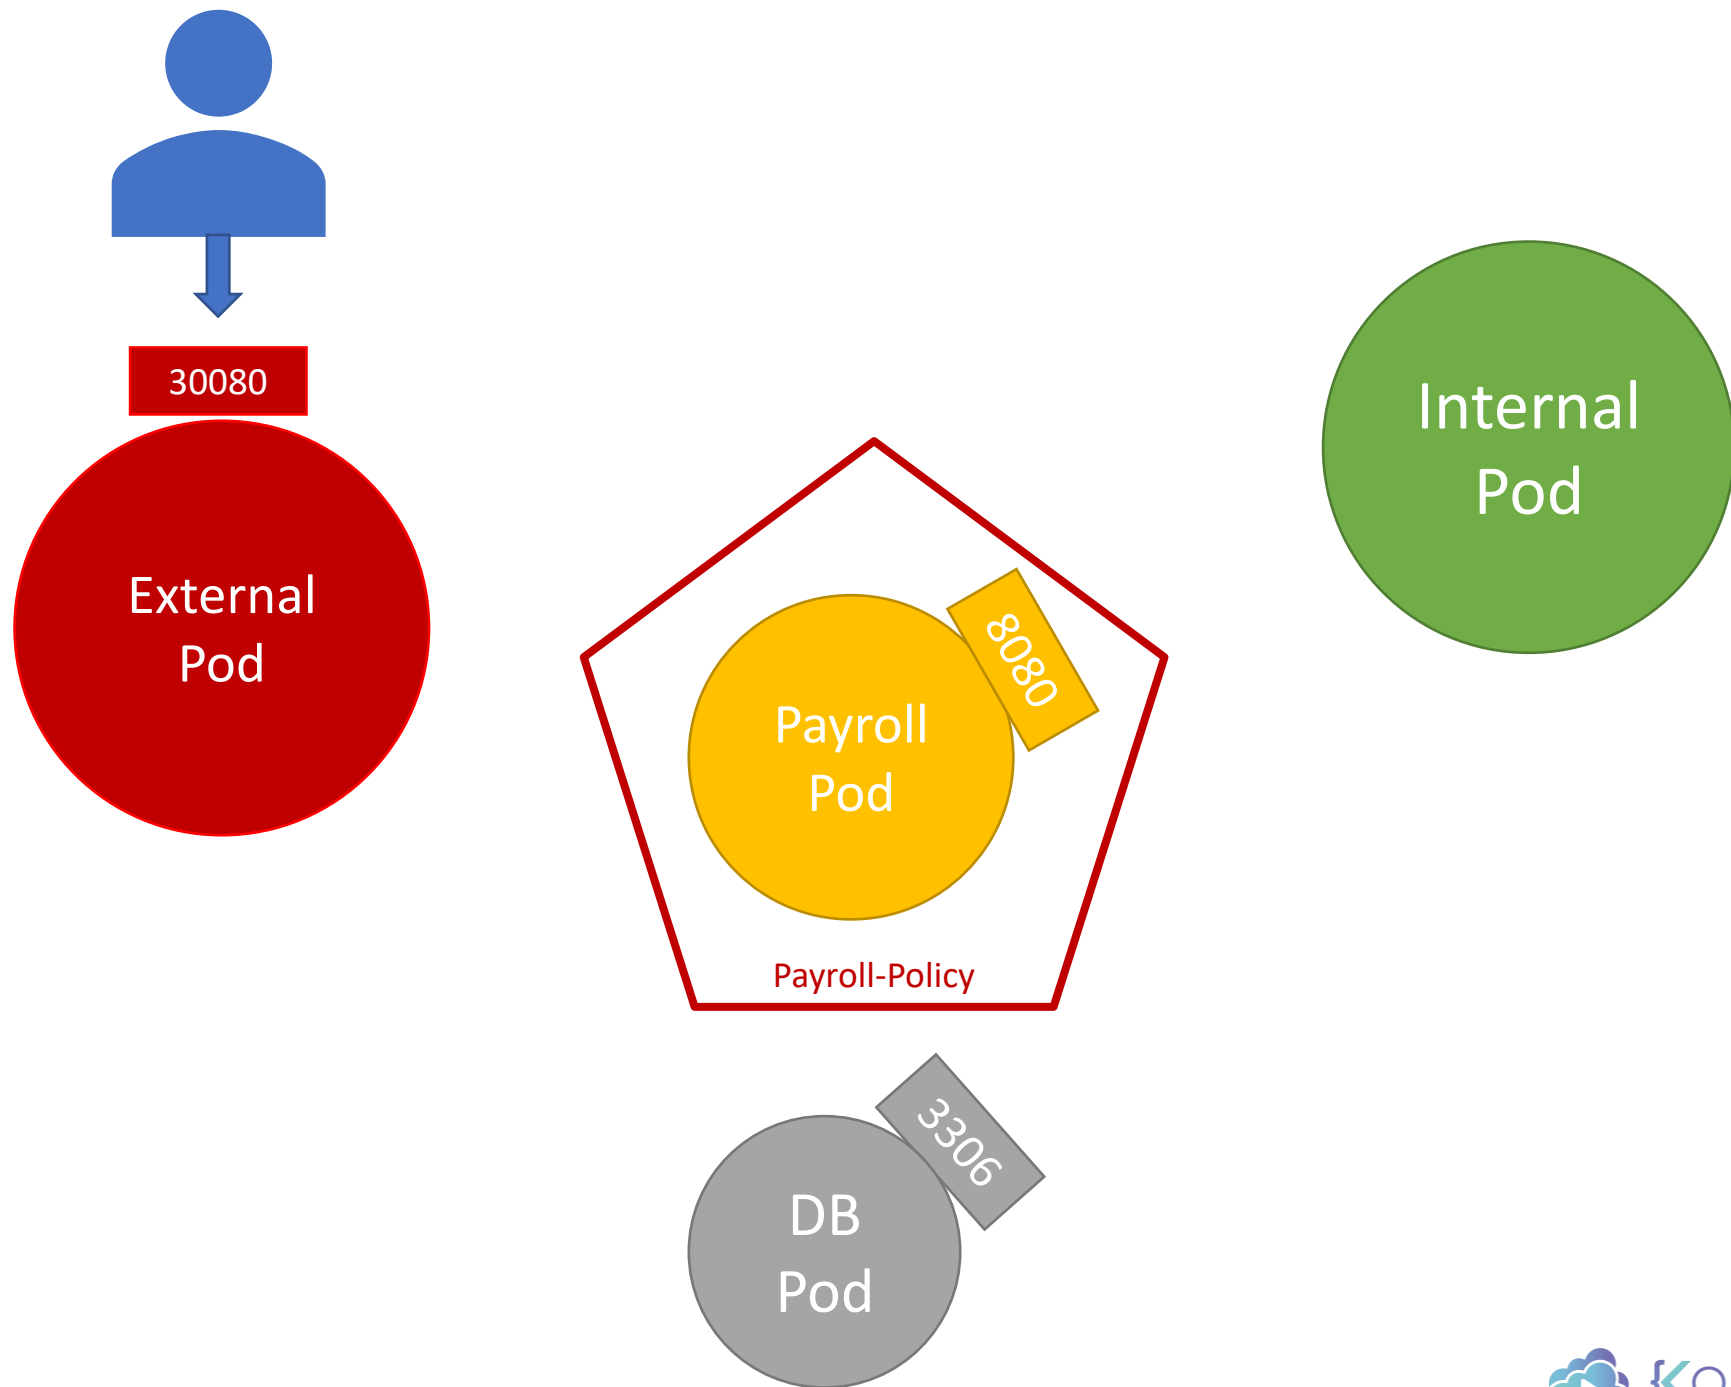 30080
External
Pod
Internal
Pod
8080
Payroll
Pod
Payroll-Policy
3306
DB
Pod